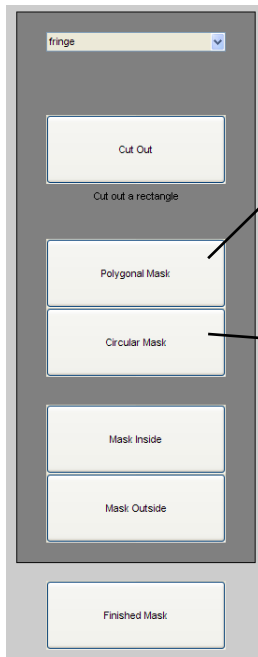 fringe
Cut Out
Cut out a rectangle
Polygonal Mask
Circular Mask
Mask Inside
Mask Outside
Finished Mask